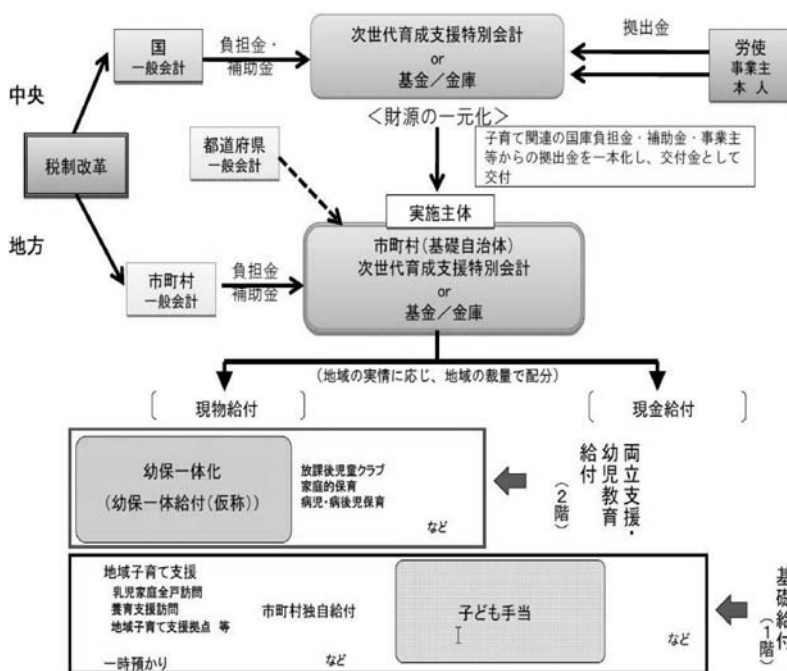 国
一般会計
負担金・
補助金
次世代育成支援特別会計
or
基金／金庫
拠出金
労使
事業主
本 人
中央
＜財源の一元化＞
税制改革
都道府県
一般会計
子育て関連の国庫負担金・補助金・事業主
等からの拠出金を一本化し、交付金として
交付
実施主体
地方
市町村(基礎自治体)
次世代育成支援特別会計
or
基金／金庫
市町村
一般会計
負担金
補助金
(地域の実情に応じ、地域の裁量で配分)
現物給付
現金給付
幼保一体化
(幼保一体給付(仮称))
放課後児童クラブ
家庭的保育
病児・病後児保育
など
両立支援・
幼児教育
給付
(2階)
地域子育て支援
乳児家庭全戸訪問
養育支援訪問
地域子育て支援拠点 等
一時預かり
市町村独自給付
など
子ども手当
など
基礎給付
(1階)